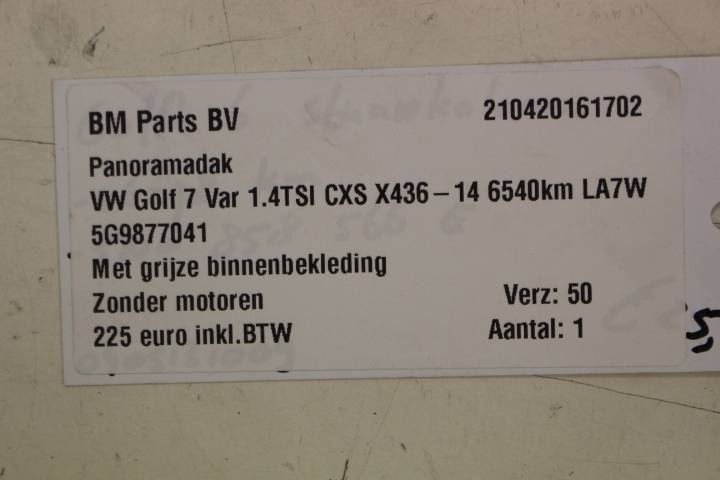 BM Parts BV 210420161702
Panoramadak
VW Golf 7 Var 1.4TSI CXS X436-14 6540km LA7W
5G9877041
Met grijze binnenbekleding
Zonder motoren Verz: 50
225 euro inkl.BTW Aantal: 1